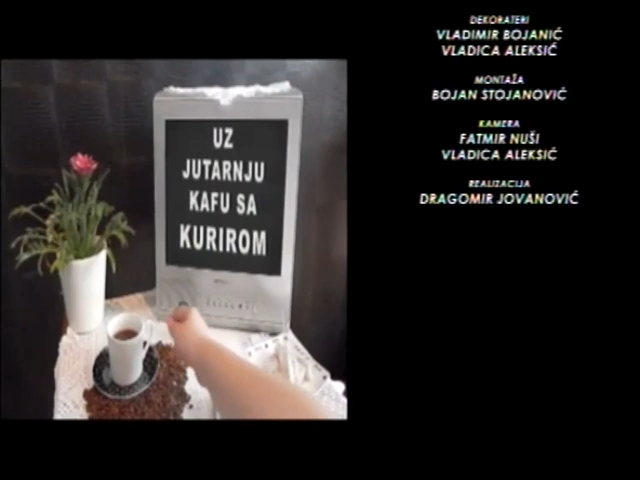 UZ
JUTARNJU
KAFU SA
KURIROM
DEKORATERI
VLADIMIR BOJANIĆ
VLADICA ALEKSIĆ
MONTAŽA
BOJAN STOJANOVIĆ
KAMERA
FATMIR NUŠI
VLADICA ALEKSIĆ
REALIZACIJA
DRAGOMIR JOVANOVIĆ